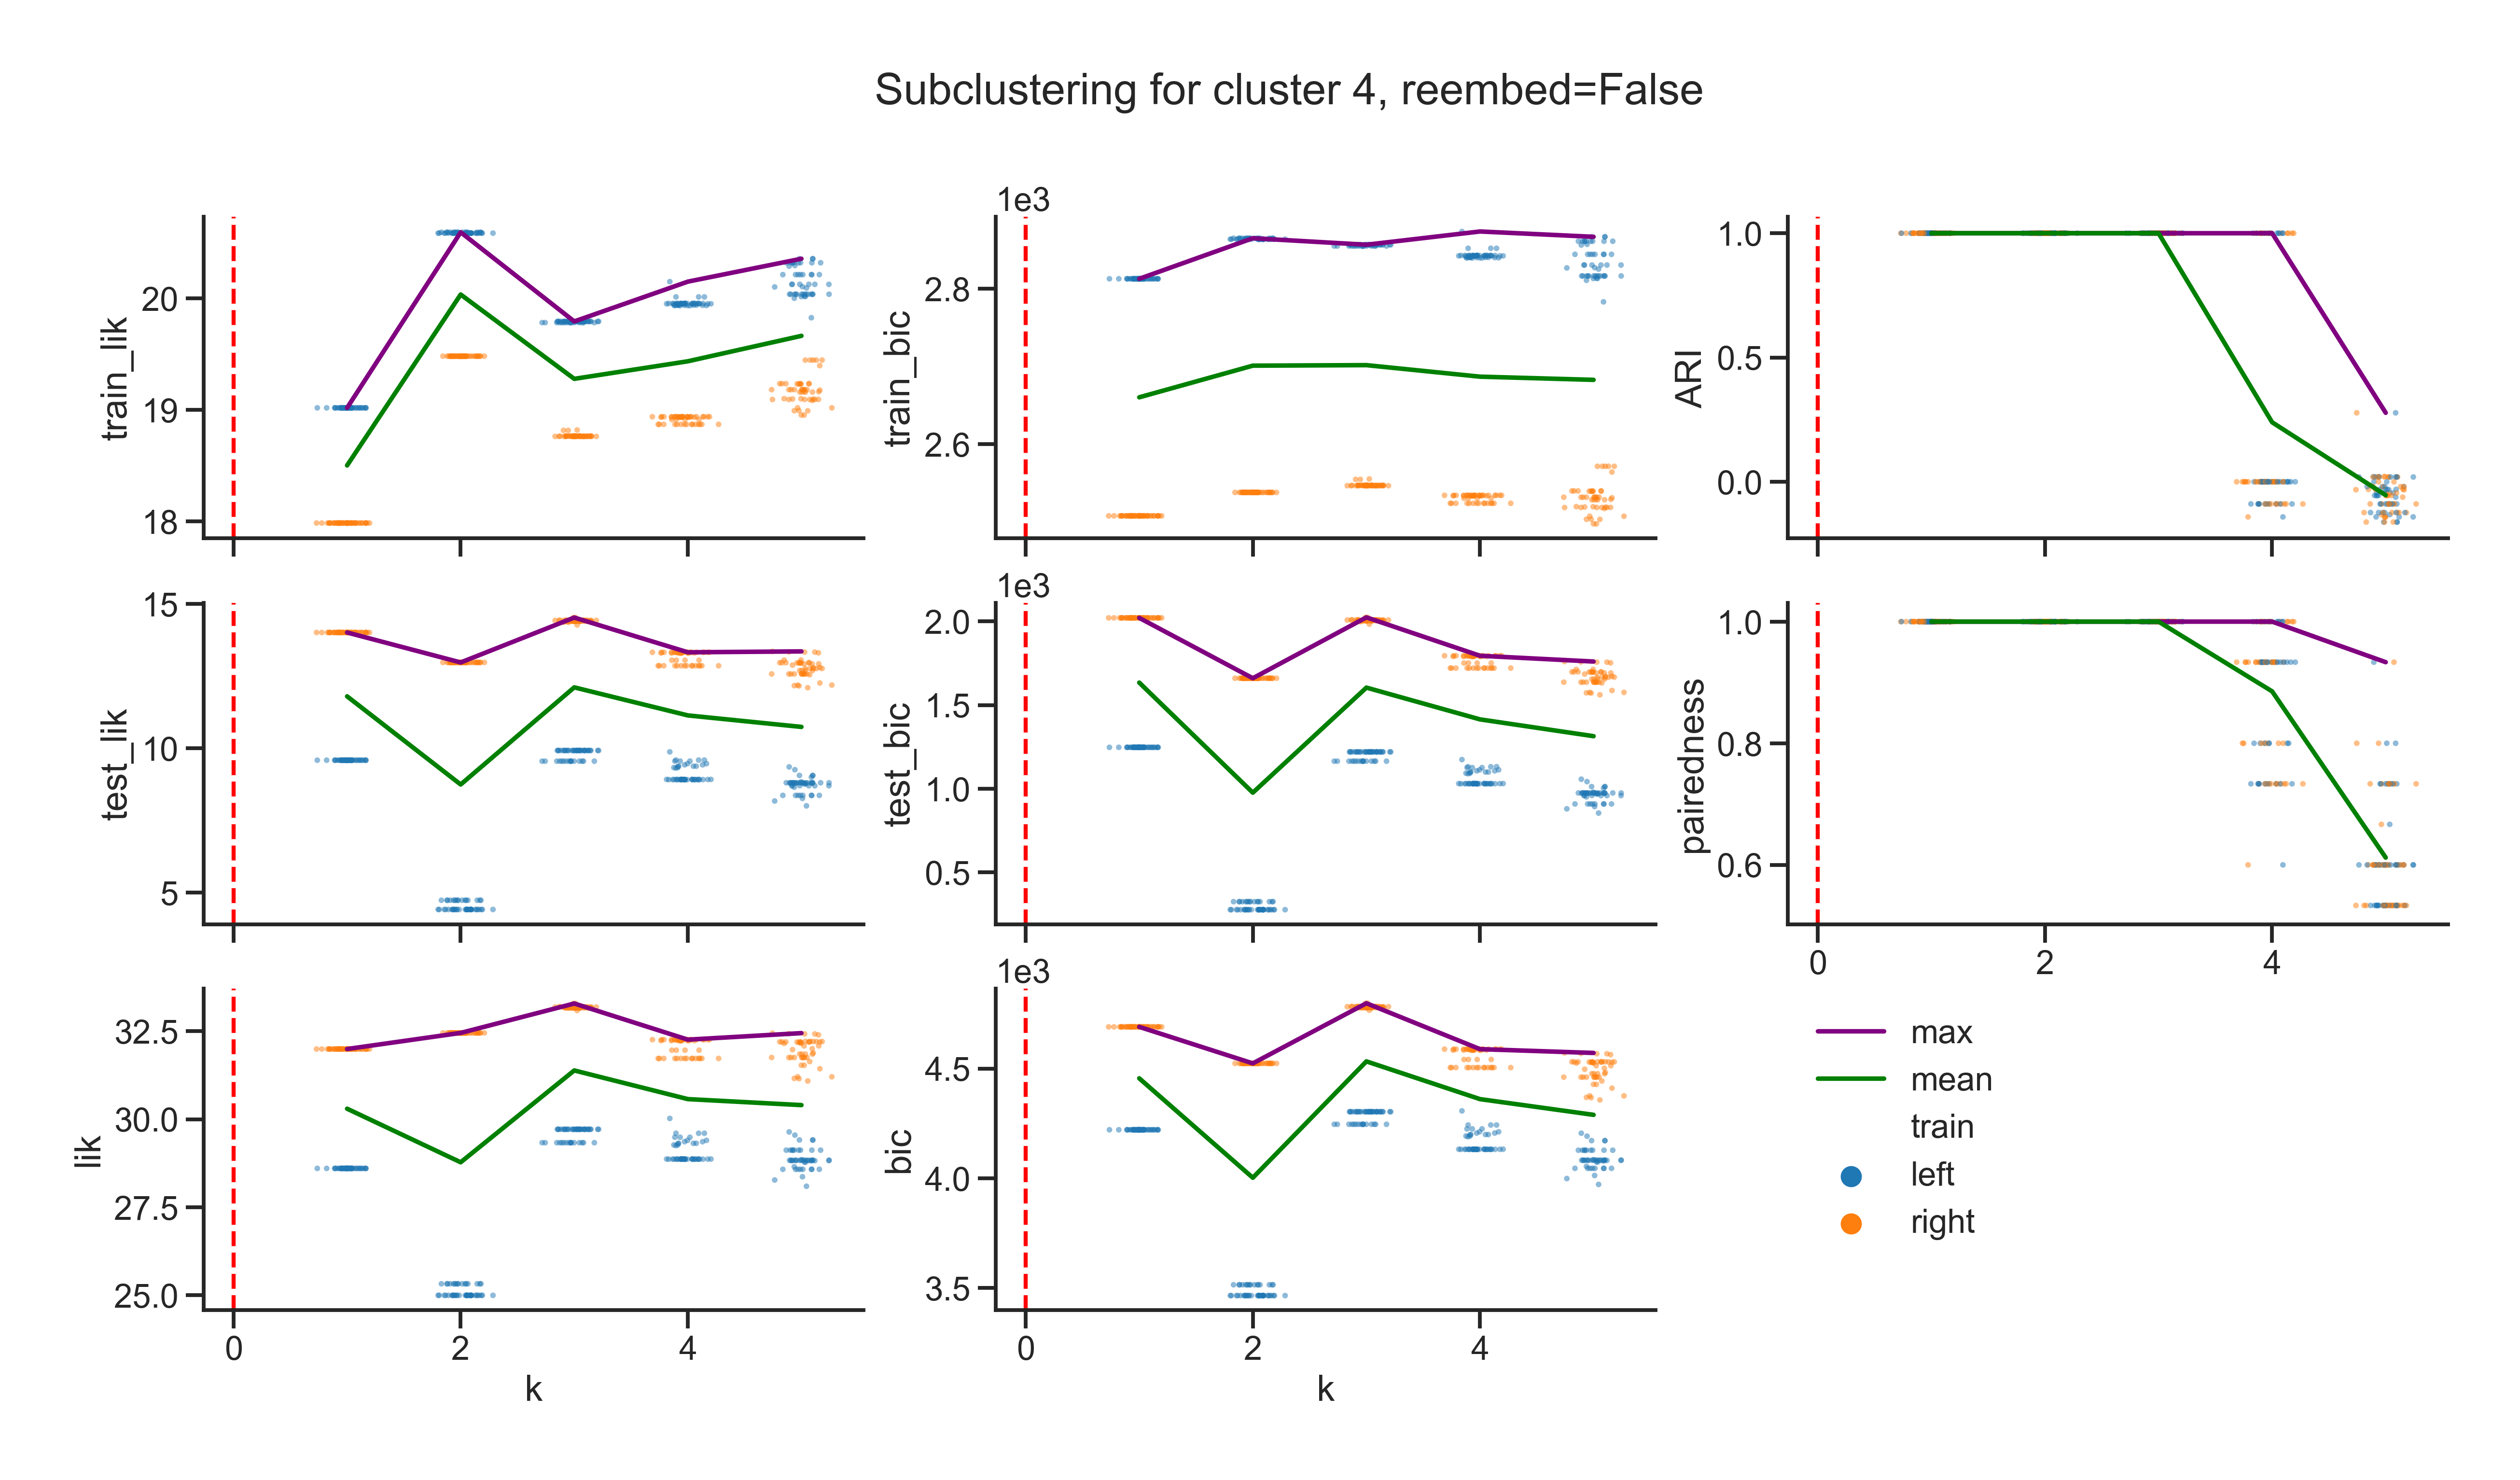 Subclustering for cluster 4, reembed=False
train_lik
20
19
18
1e3
train_bic
2.8
2.6
ARI
1.0
0.5
0.0
test_lik
15
10
5
1e3
test_bic
2.0
1.5
1.0
0.5
pairedness
1.0
0.8
0.6
0 2 4
lik
32.5
30.0
27.5
25.0
0 2 4
k
1e3
bic
4.5
4.0
3.5
0 2 4
k
max
mean
train
left
right